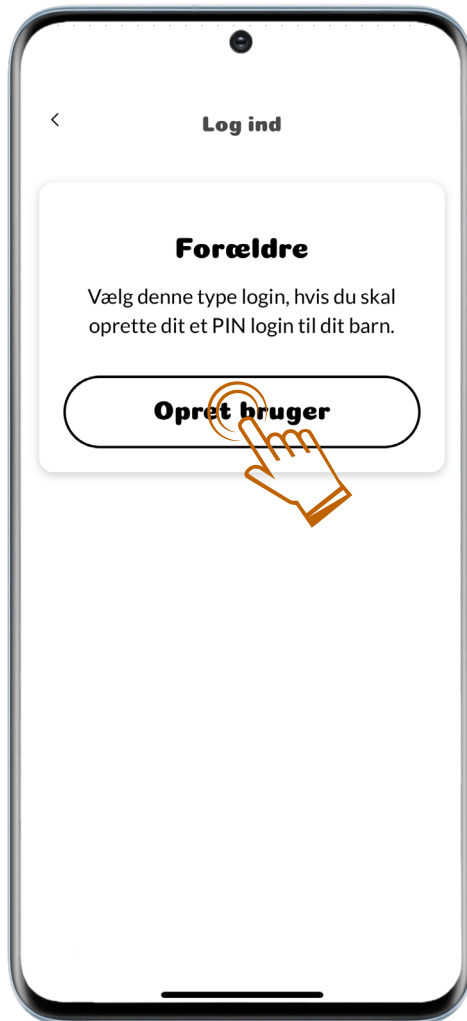 Log ind
Forældre
Vælg denne type login, hvis du skal
oprette dit et PIN login til dit barn.
Opret bruger